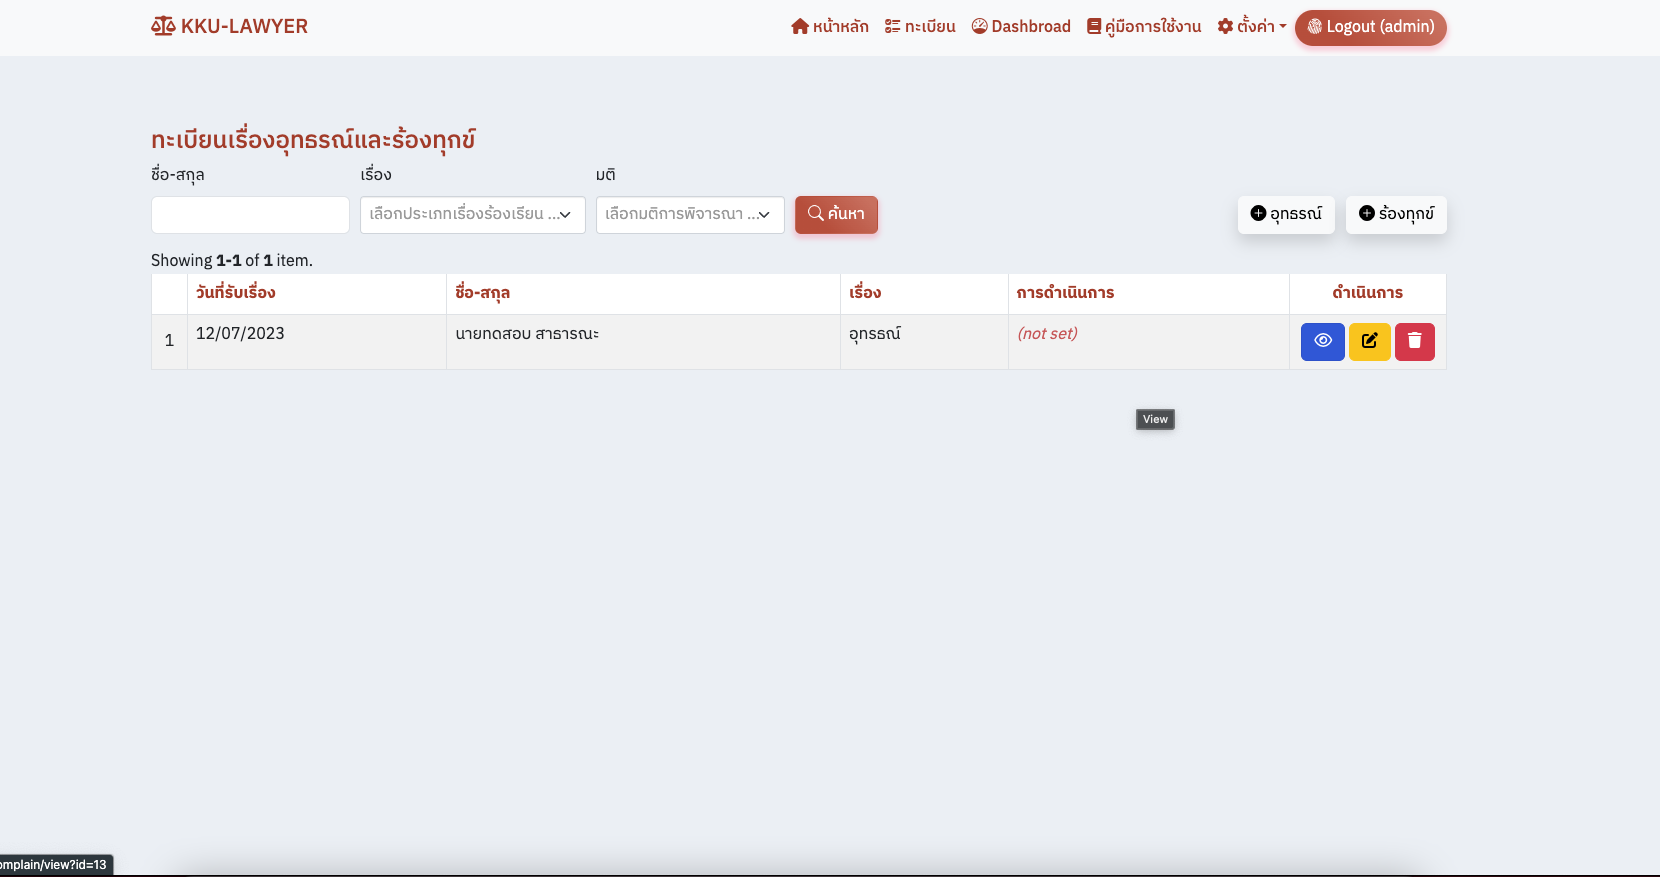 KKU-LAWYER
หน้าหลัก ทะเบียน Dashbroad คู่มือการใช้งาน ตั้งค่า Logout (admin)
ทะเบียนเรื่องอุทธรณ์และร้องทุกข์
ชื่อ-สกุล เรื่อง มติ
เลือกประเภทเรื่องร้องเรียน ... เลือกมติการพิจารณา ... ค้นหา อุทธรณ์ ร้องทุกข์
Showing 1-1 of 1 item.
วันที่รับเรื่อง ชื่อ-สกุล เรื่อง การดำเนินการ ดำเนินการ
1 12/07/2023 นายทดสอบ สาธารณะ อุทรธณ์ (not set)
View
omplain/view?id=13